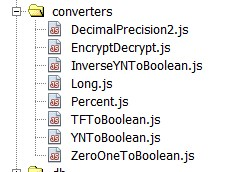 converters
DecimalPrecision2.js
EncryptDecrypt.js
InverseYNToBoolean.js
Long.js
Percent.js
TFToBoolean.js
YNToBoolean.js
ZeroOneToBoolean.js